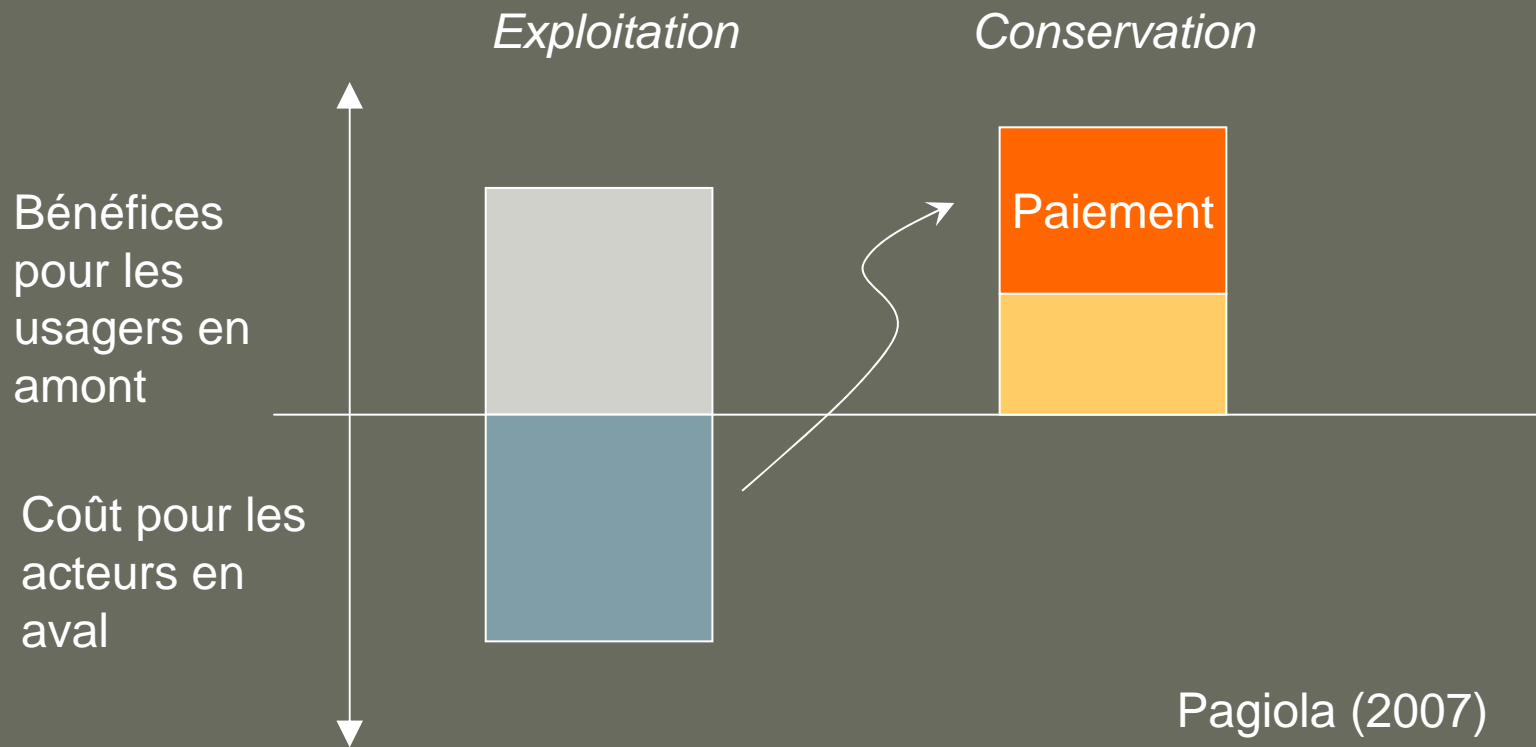 Exploitation
Conservation
Bénéfices
pour les
usagers en
amont
Paiement
Coût pour les
acteurs en
aval
Pagiola (2007)